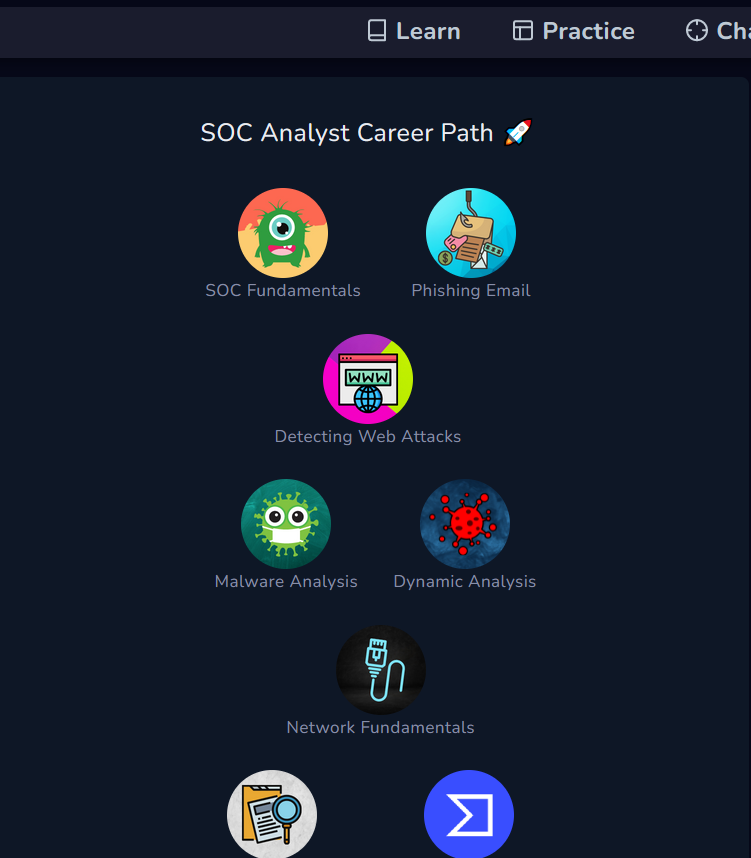 Learn Practice
SOC Analyst Career Path 🚀
SOC Fundamentals Phishing Email
WWW
Detecting Web Attacks
Malware Analysis Dynamic Analysis
Network Fundamentals